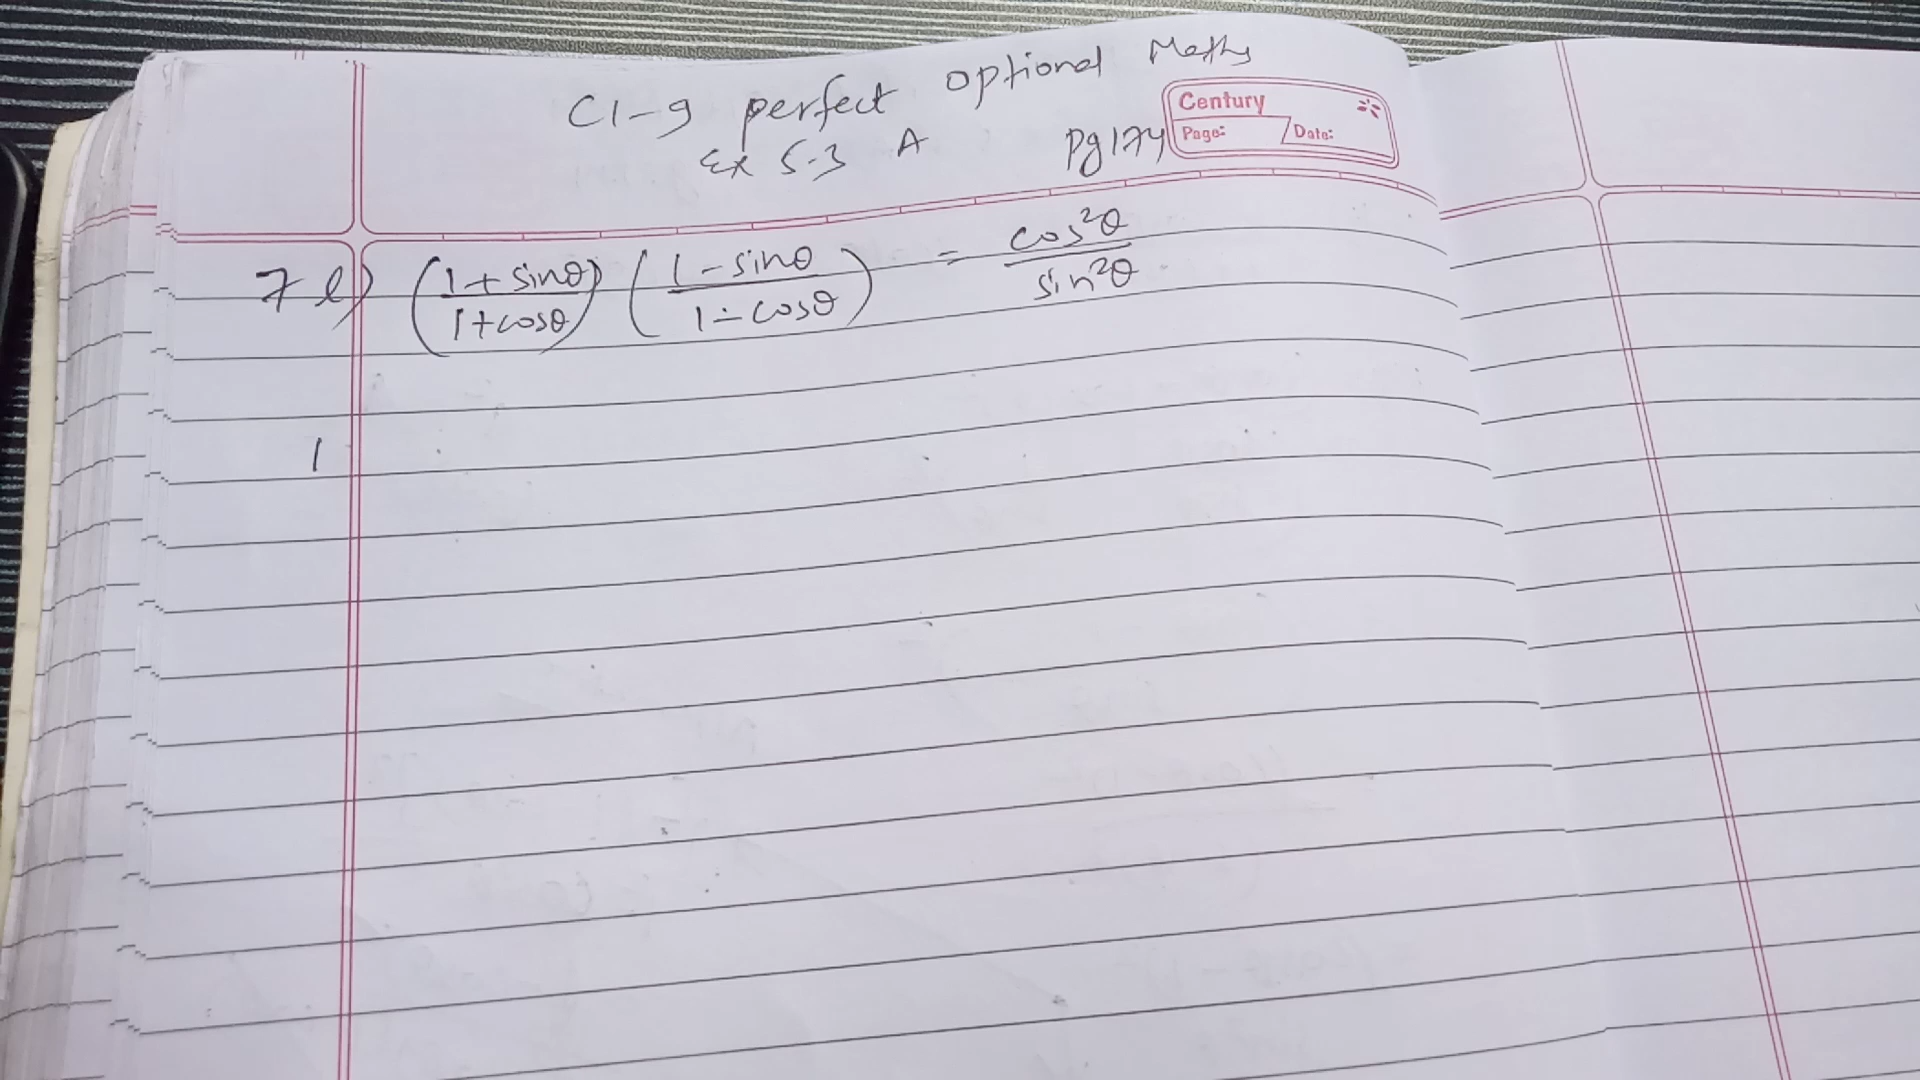 Cl-9 perfect optional Maths
Ex 5.3 A Pg 174
Century
Page: Date:
7 l) (1 + sinθ / 1 + cosθ) (1 - sinθ / 1 - cosθ) = cos²θ / sin²θ
1